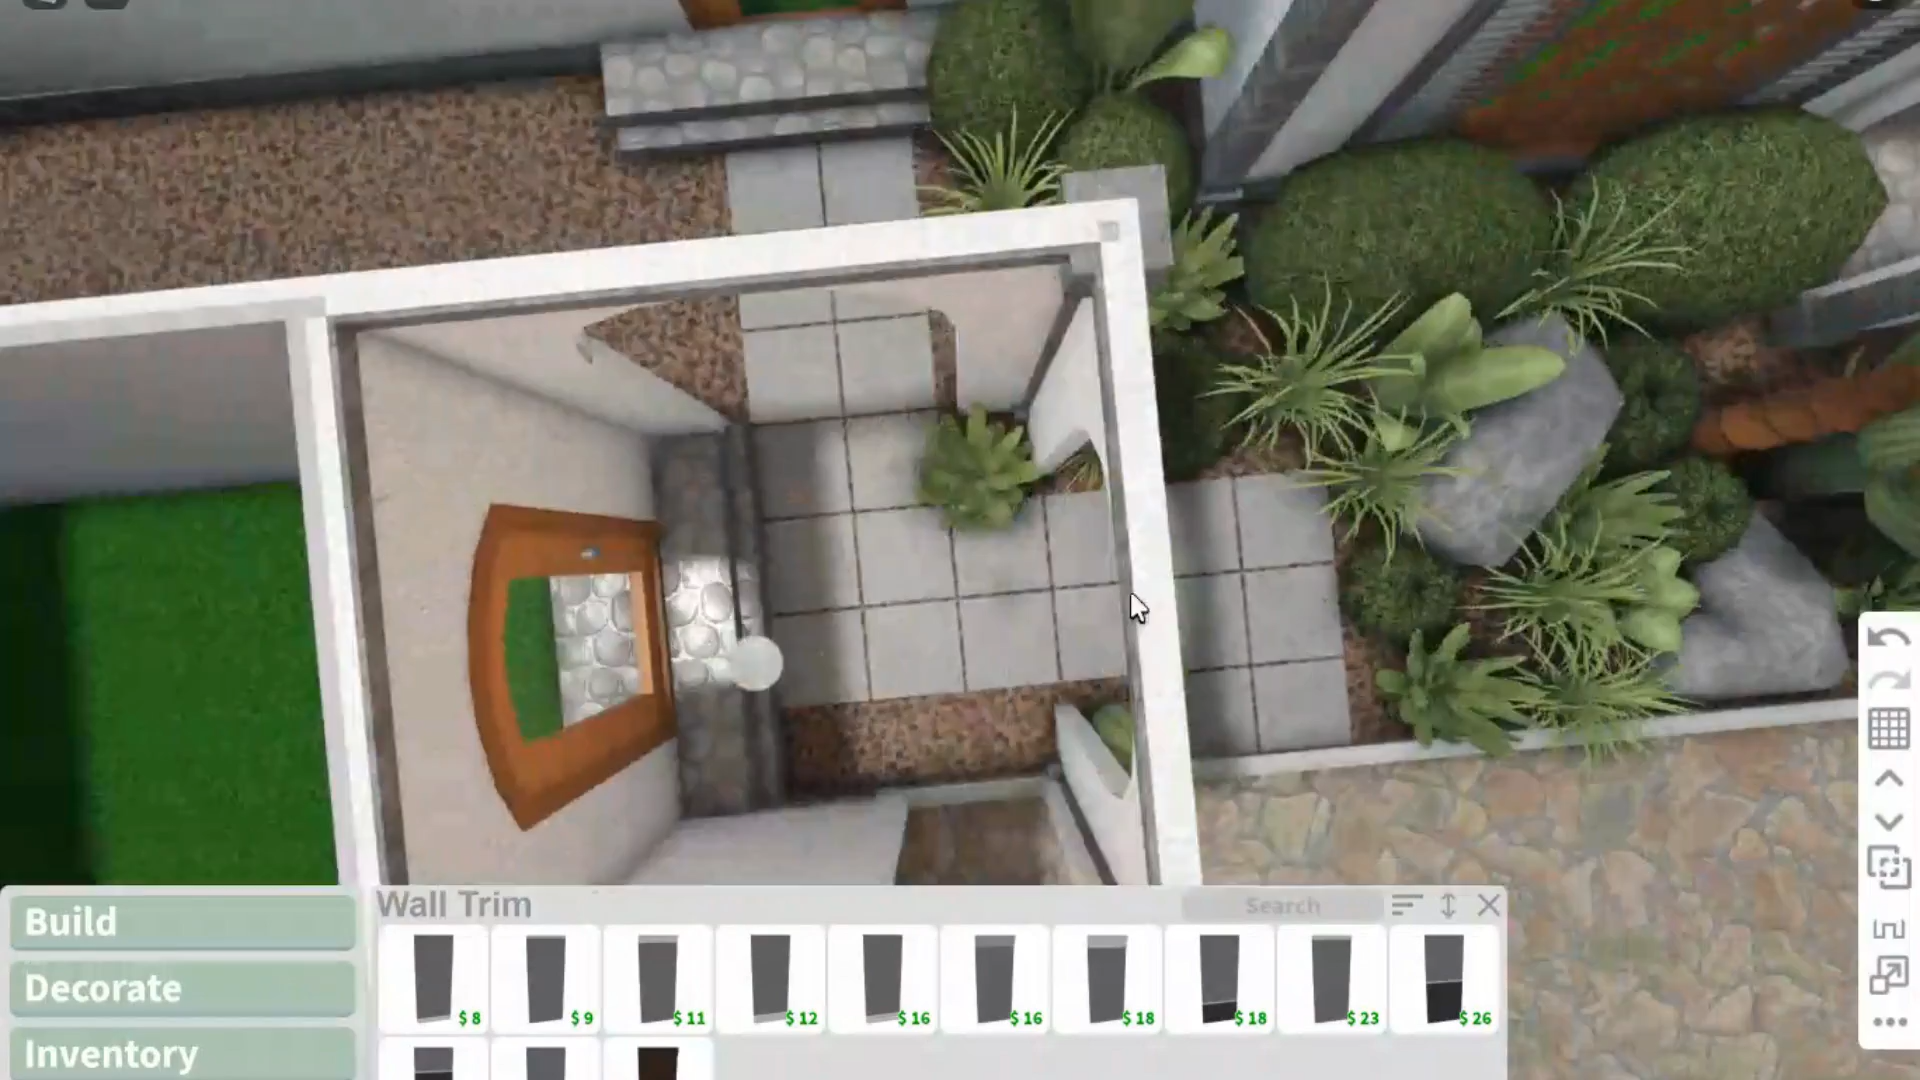 Wall Trim
Search
Build
$ 8
$ 9
$ 11
$ 12
$ 16
$ 16
$ 18
$ 18
$ 23
$ 26
Decorate
Inventory